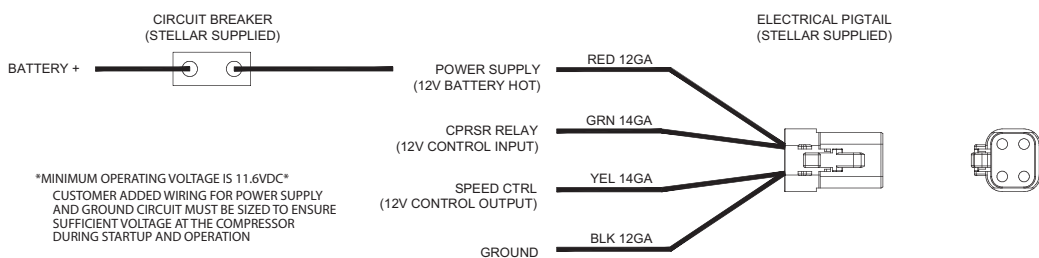 CIRCUIT BREAKER
(STELLAR SUPPLIED)
ELECTRICAL PIGTAIL
(STELLAR SUPPLIED)
BATTERY +
POWER SUPPLY
(12V BATTERY HOT)
RED 12GA
CPRSR RELAY
(12V CONTROL INPUT)
GRN 14GA
*MINIMUM OPERATING VOLTAGE IS 11.6VDC*
CUSTOMER ADDED WIRING FOR POWER SUPPLY
AND GROUND CIRCUIT MUST BE SIZED TO ENSURE
SUFFICIENT VOLTAGE AT THE COMPRESSOR
DURING STARTUP AND OPERATION
SPEED CTRL
(12V CONTROL OUTPUT)
YEL 14GA
GROUND
BLK 12GA